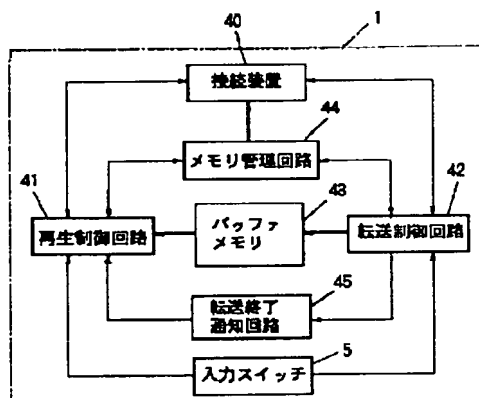 1
40
接続装置
44
メモリ管理回路
41
再生制御回路
43
バッファ
メモリ
42
転送制御回路
45
転送終了
通知回路
5
入力スイッチ